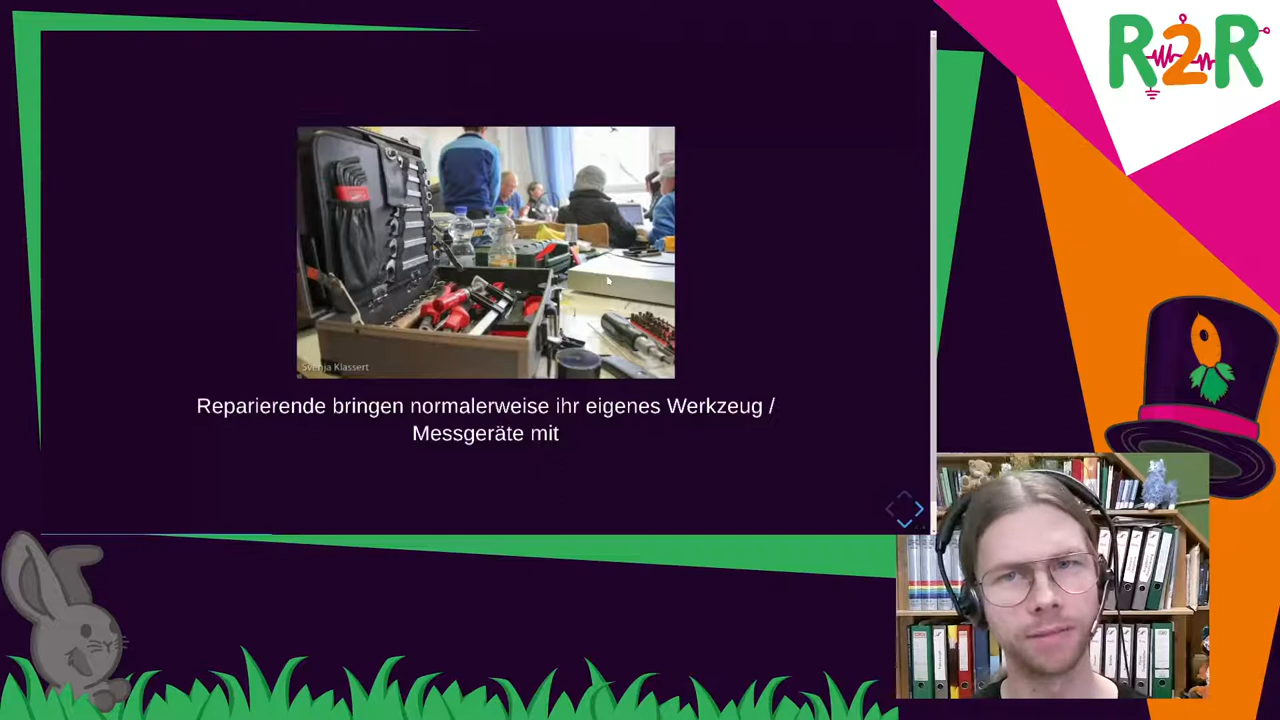 R2R
Svenja Klassert
Reparierende bringen normalerweise ihr eigenes Werkzeug /
Messgeräte mit